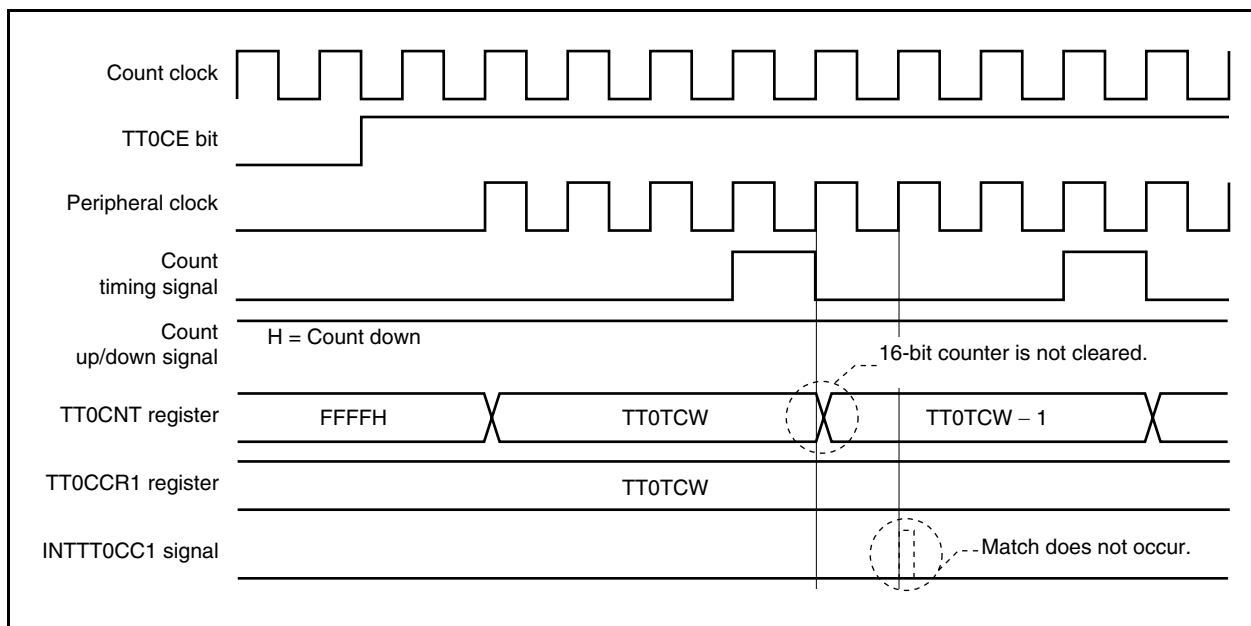 Count clock
TT0CE bit
Peripheral clock
Count
timing signal
Count
up/down signal
H = Count down
16-bit counter is not cleared.
TT0CNT register
FFFFH
TT0TCW
TT0TCW − 1
TT0CCR1 register
TT0TCW
INTTT0CC1 signal
Match does not occur.